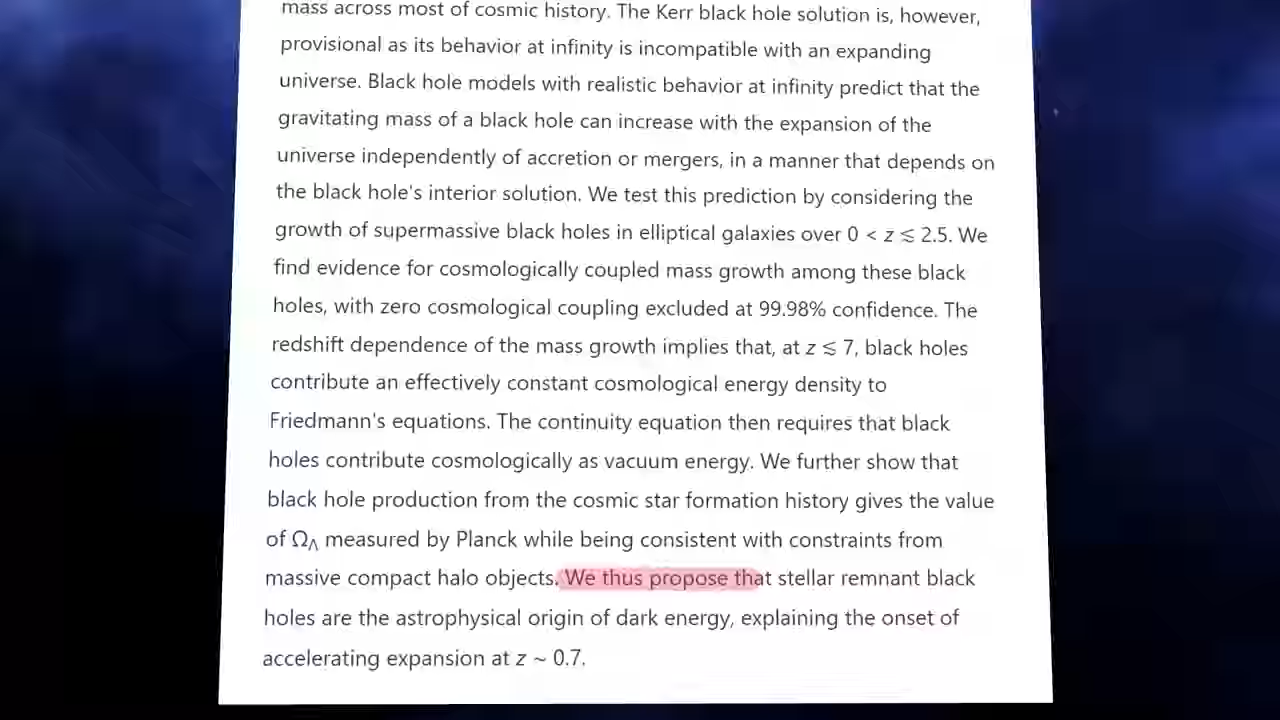 mass across most of cosmic history. The Kerr black hole solution is, however,
provisional as its behavior at infinity is incompatible with an expanding
universe. Black hole models with realistic behavior at infinity predict that the
gravitating mass of a black hole can increase with the expansion of the
universe independently of accretion or mergers, in a manner that depends on
the black hole's interior solution. We test this prediction by considering the
growth of supermassive black holes in elliptical galaxies over 0 < z ≲ 2.5. We
find evidence for cosmologically coupled mass growth among these black
holes, with zero cosmological coupling excluded at 99.98% confidence. The
redshift dependence of the mass growth implies that, at z ≲ 7, black holes
contribute an effectively constant cosmological energy density to
Friedmann's equations. The continuity equation then requires that black
holes contribute cosmologically as vacuum energy. We further show that
black hole production from the cosmic star formation history gives the value
of Ω_Λ measured by Planck while being consistent with constraints from
massive compact halo objects. We thus propose that stellar remnant black
holes are the astrophysical origin of dark energy, explaining the onset of
accelerating expansion at z ~ 0.7.